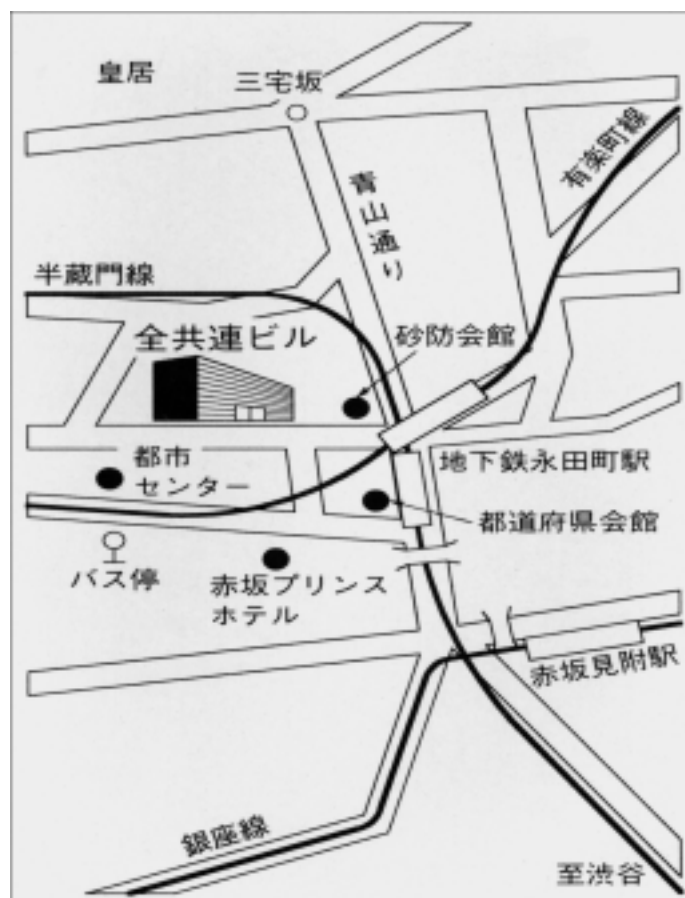 皇居
三宅坂
有楽町線
青山通り
半蔵門線
全共連ビル
砂防会館
都市
センター
地下鉄永田町駅
都道府県会館
バス停
赤坂プリンス
ホテル
赤坂見附駅
銀座線
至渋谷